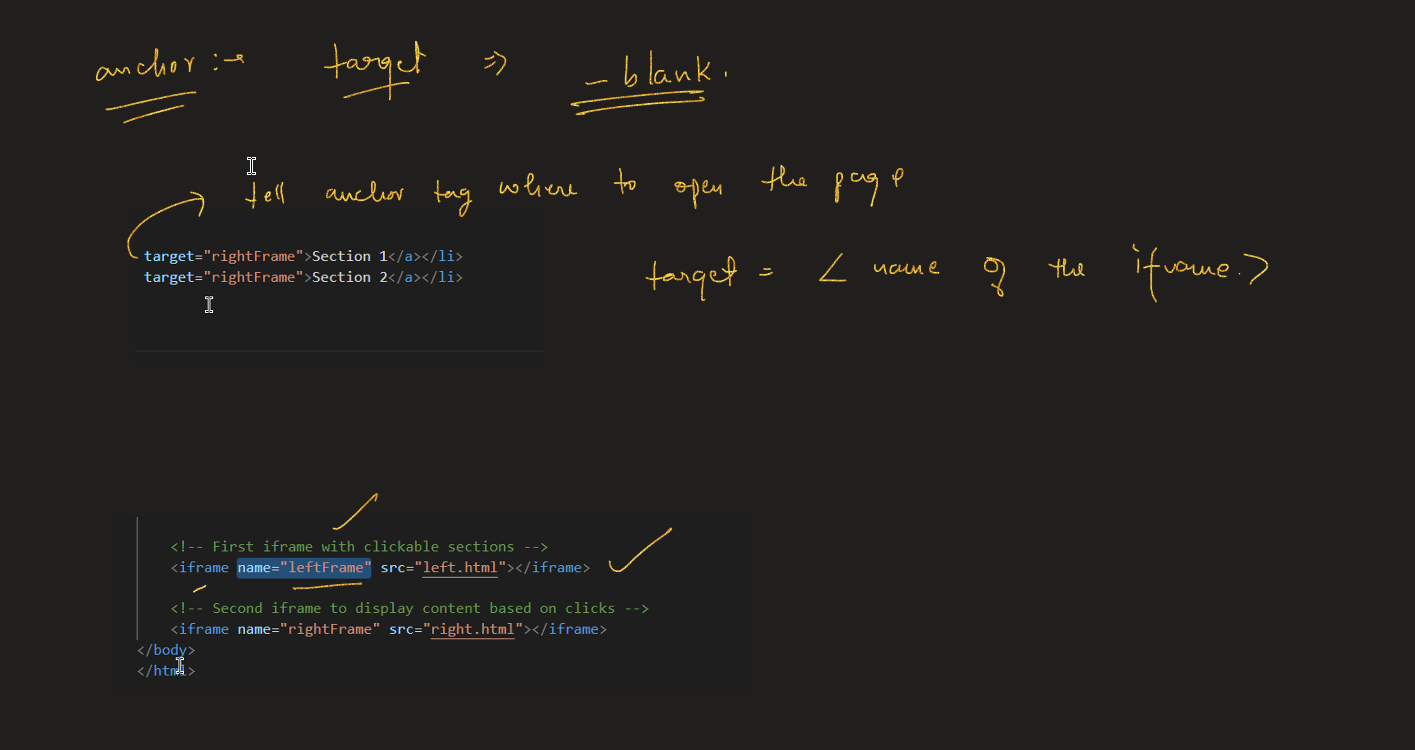 anchor :→ target ⇒ _blank.
tell anchor tag where to open the page
target="rightFrame">Section 1</a></li>
target="rightFrame">Section 2</a></li>
target = < name of the iframe.>
<!-- First iframe with clickable sections -->
<iframe name="leftFrame" src="left.html"></iframe>
<!-- Second iframe to display content based on clicks -->
<iframe name="rightFrame" src="right.html"></iframe>
</body>
</html>